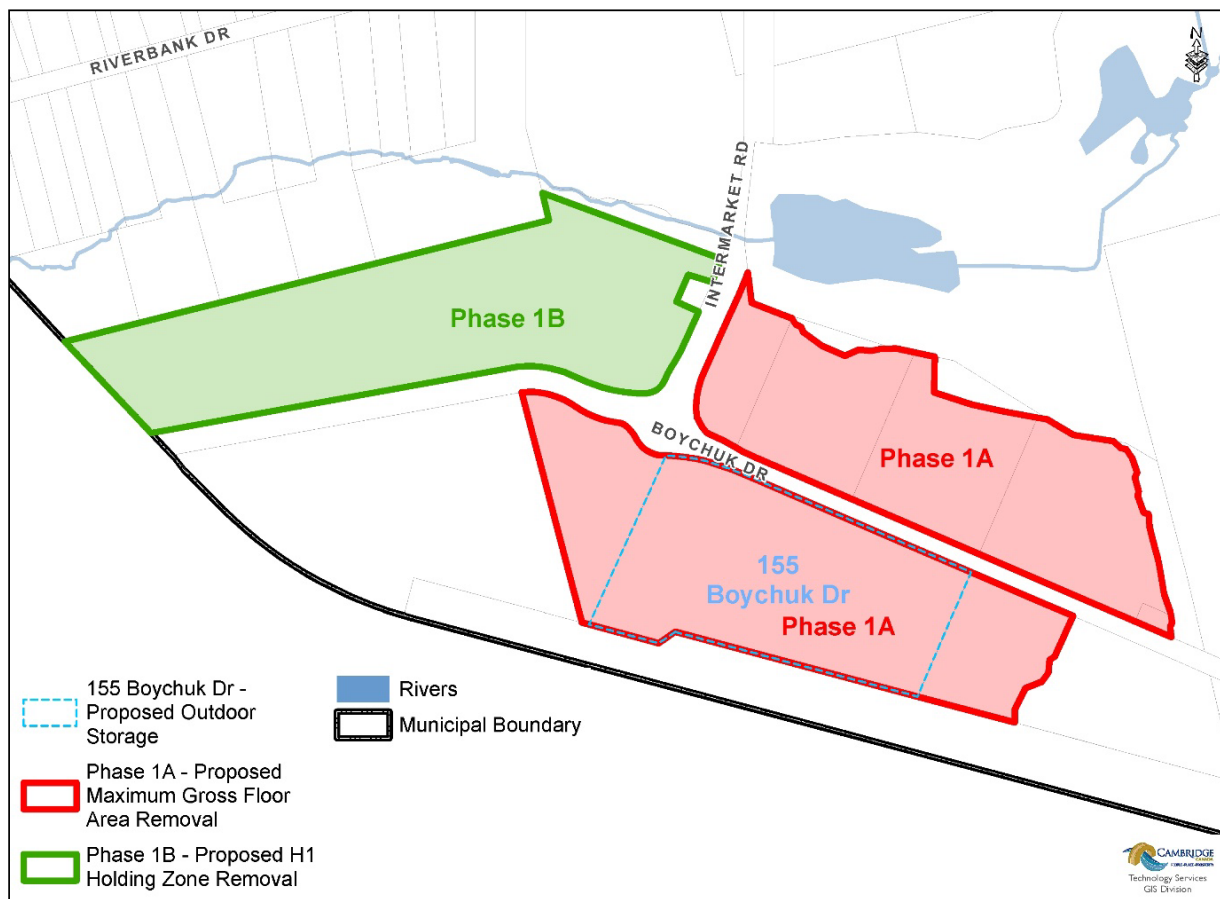 RIVERBANK DR
N
INTERMARKET RD
Phase 1B
BOYCHUK DR
Phase 1A
155
Boychuk Dr
Phase 1A
155 Boychuk Dr -
Proposed Outdoor
Storage
Rivers
Municipal Boundary
Phase 1A - Proposed
Maximum Gross Floor
Area Removal
Phase 1B - Proposed H1
Holding Zone Removal
CAMBRIDGE
Technology Services
GIS Division